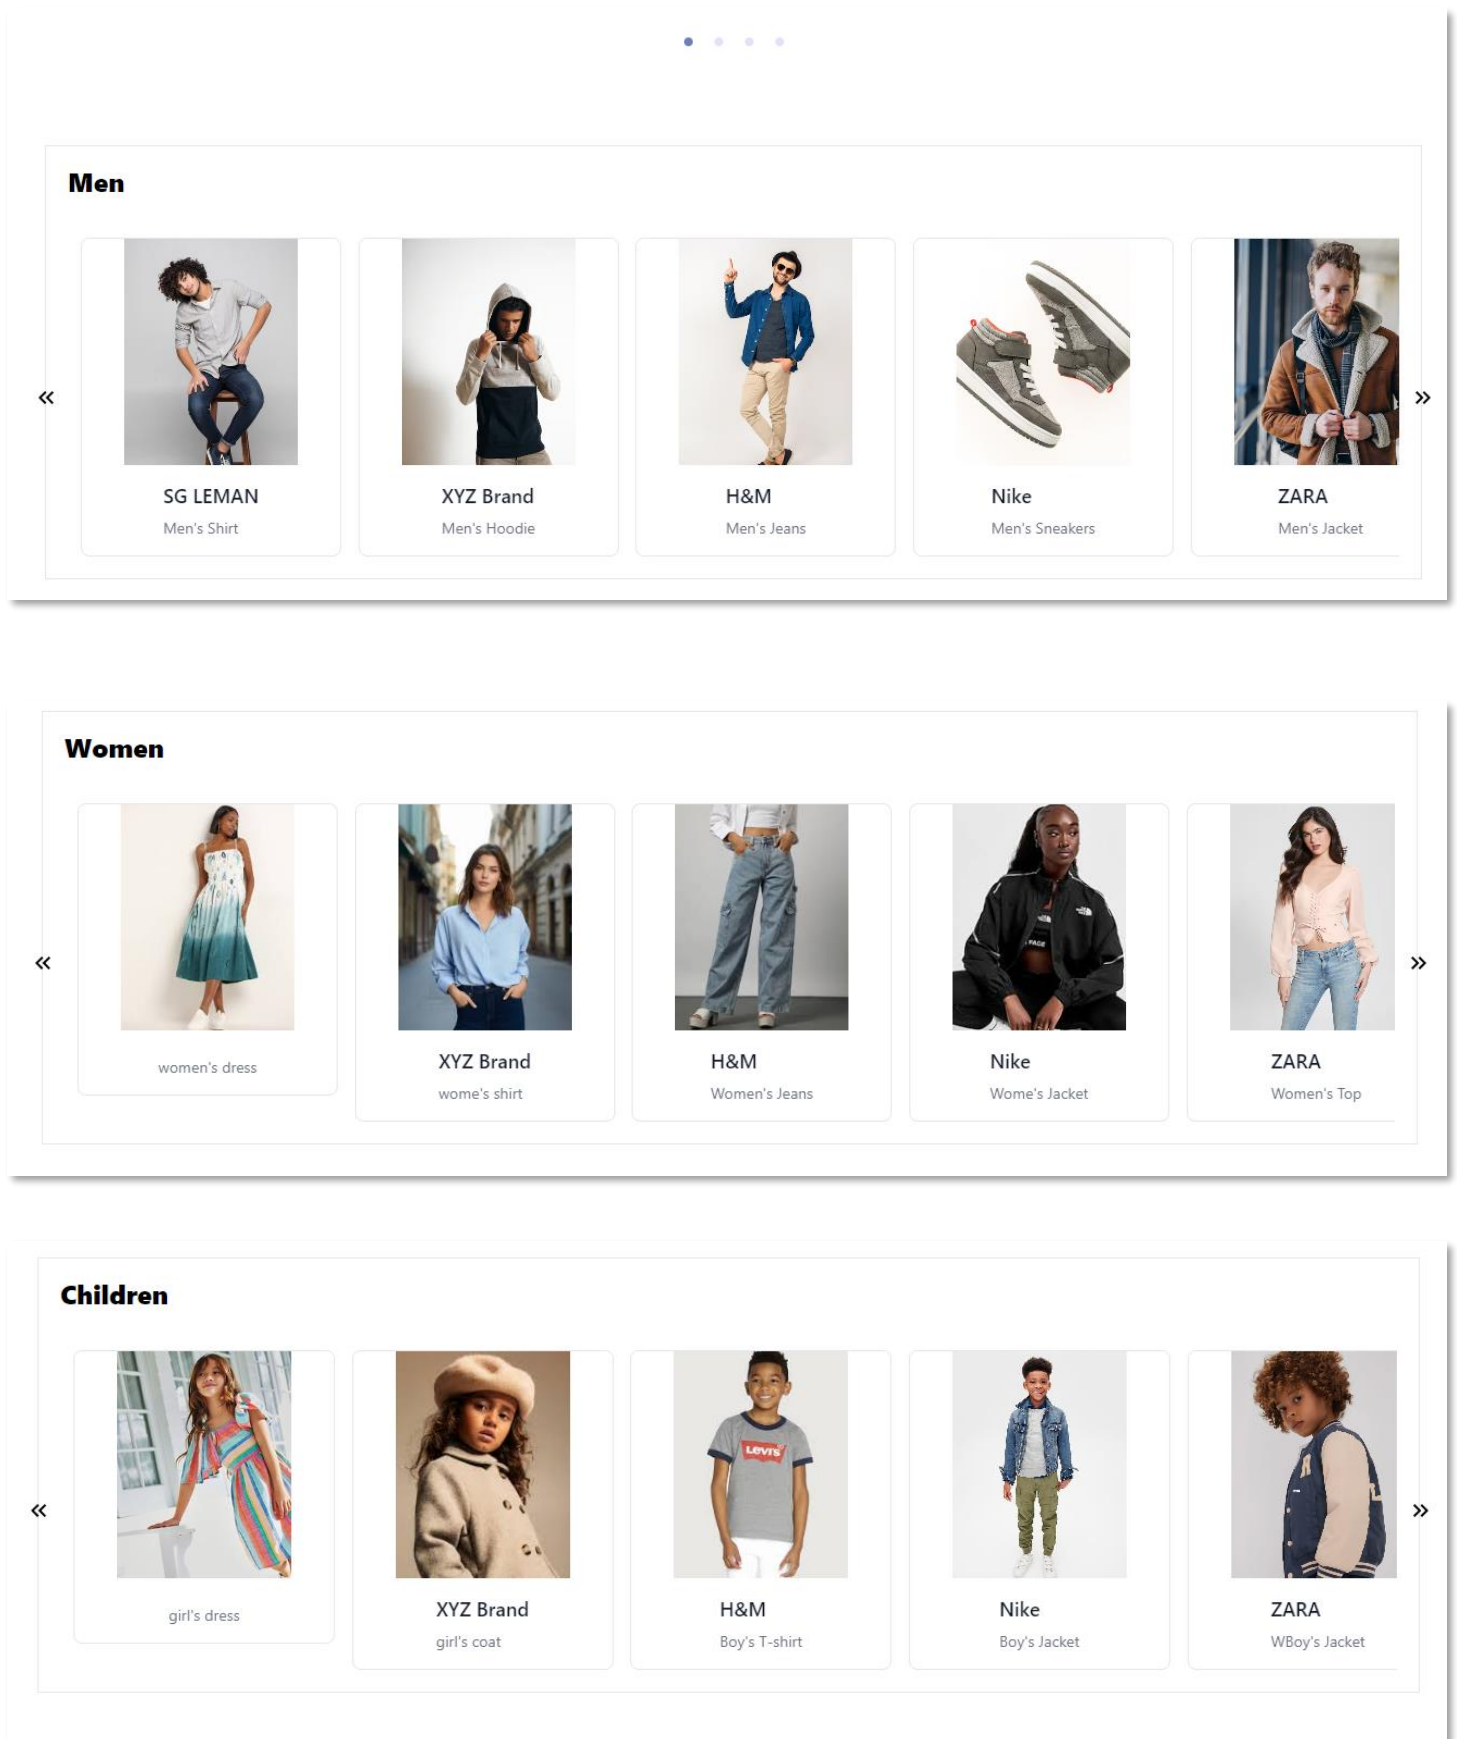 Men
SG LEMAN
Men's Shirt
XYZ Brand
Men's Hoodie
H&M
Men's Jeans
Nike
Men's Sneakers
ZARA
Men's Jacket
Women
women's dress
XYZ Brand
wome's shirt
H&M
Women's Jeans
Nike
Wome's Jacket
ZARA
Women's Top
Children
girl's dress
XYZ Brand
girl's coat
LEVI'S
H&M
Boy's T-shirt
Nike
Boy's Jacket
R
ZARA
WBoy's Jacket